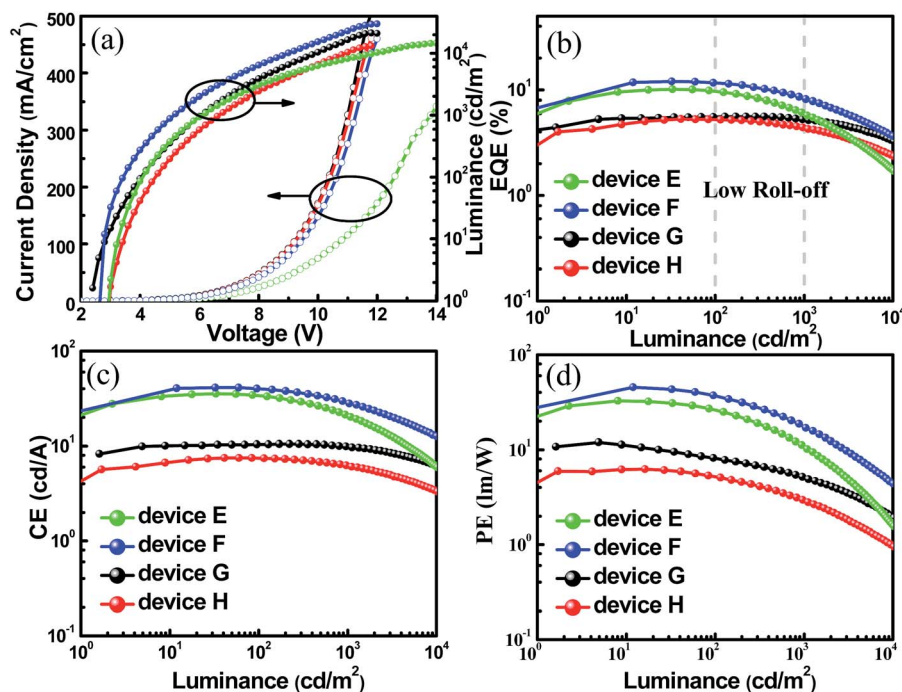 (a)
Current Density (mA/cm²)
500
400
300
200
100
0
2 4 6 8 10 12 14
Voltage (V)
10⁴
10³
10²
10¹
10⁰
Luminance (cd/m²)
(b)
EQE (%)
10¹
10⁰
10⁻¹
device E
device F
device G
device H
Low Roll-off
10⁰ 10¹ 10² 10³ 10⁴
Luminance (cd/m²)
(c)
CE (cd/A)
10²
10¹
10⁰
10⁻¹
device E
device F
device G
device H
10⁰ 10¹ 10² 10³ 10⁴
Luminance (cd/m²)
(d)
PE (lm/W)
10²
10¹
10⁰
10⁻¹
device E
device F
device G
device H
10⁰ 10¹ 10² 10³ 10⁴
Luminance (cd/m²)